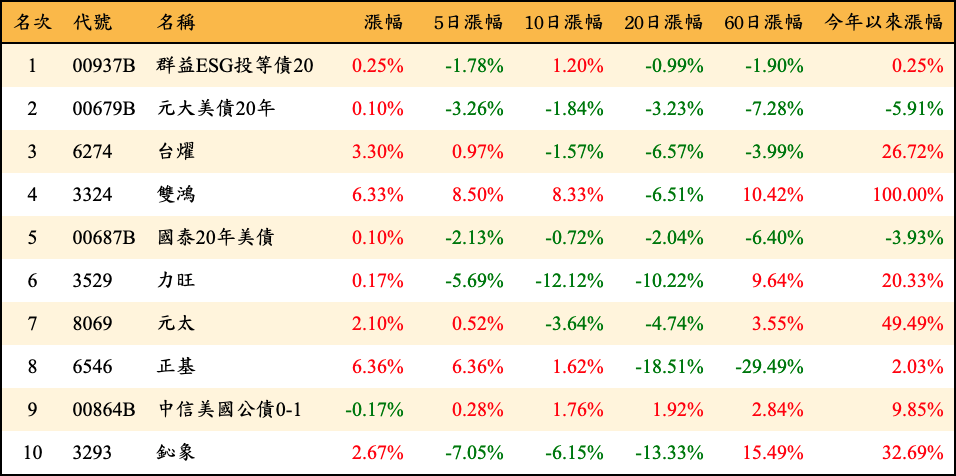 名次 代號 名稱 漲幅 5日漲幅 10日漲幅 20日漲幅 60日漲幅 今年以來漲幅
1 00937B 群益ESG投等債20 0.25% -1.78% 1.20% -0.99% -1.90% 0.25%
2 00679B 元大美債20年 0.10% -3.26% -1.84% -3.23% -7.28% -5.91%
3 6274 台燿 3.30% 0.97% -1.57% -6.57% -3.99% 26.72%
4 3324 雙鴻 6.33% 8.50% 8.33% -6.51% 10.42% 100.00%
5 00687B 國泰20年美債 0.10% -2.13% -0.72% -2.04% -6.40% -3.93%
6 3529 力旺 0.17% -5.69% -12.12% -10.22% 9.64% 20.33%
7 8069 元太 2.10% 0.52% -3.64% -4.74% 3.55% 49.49%
8 6546 正基 6.36% 6.36% 1.62% -18.51% -29.49% 2.03%
9 00864B 中信美國公債0-1 -0.17% 0.28% 1.76% 1.92% 2.84% 9.85%
10 3293 鈊象 2.67% -7.05% -6.15% -13.33% 15.49% 32.69%